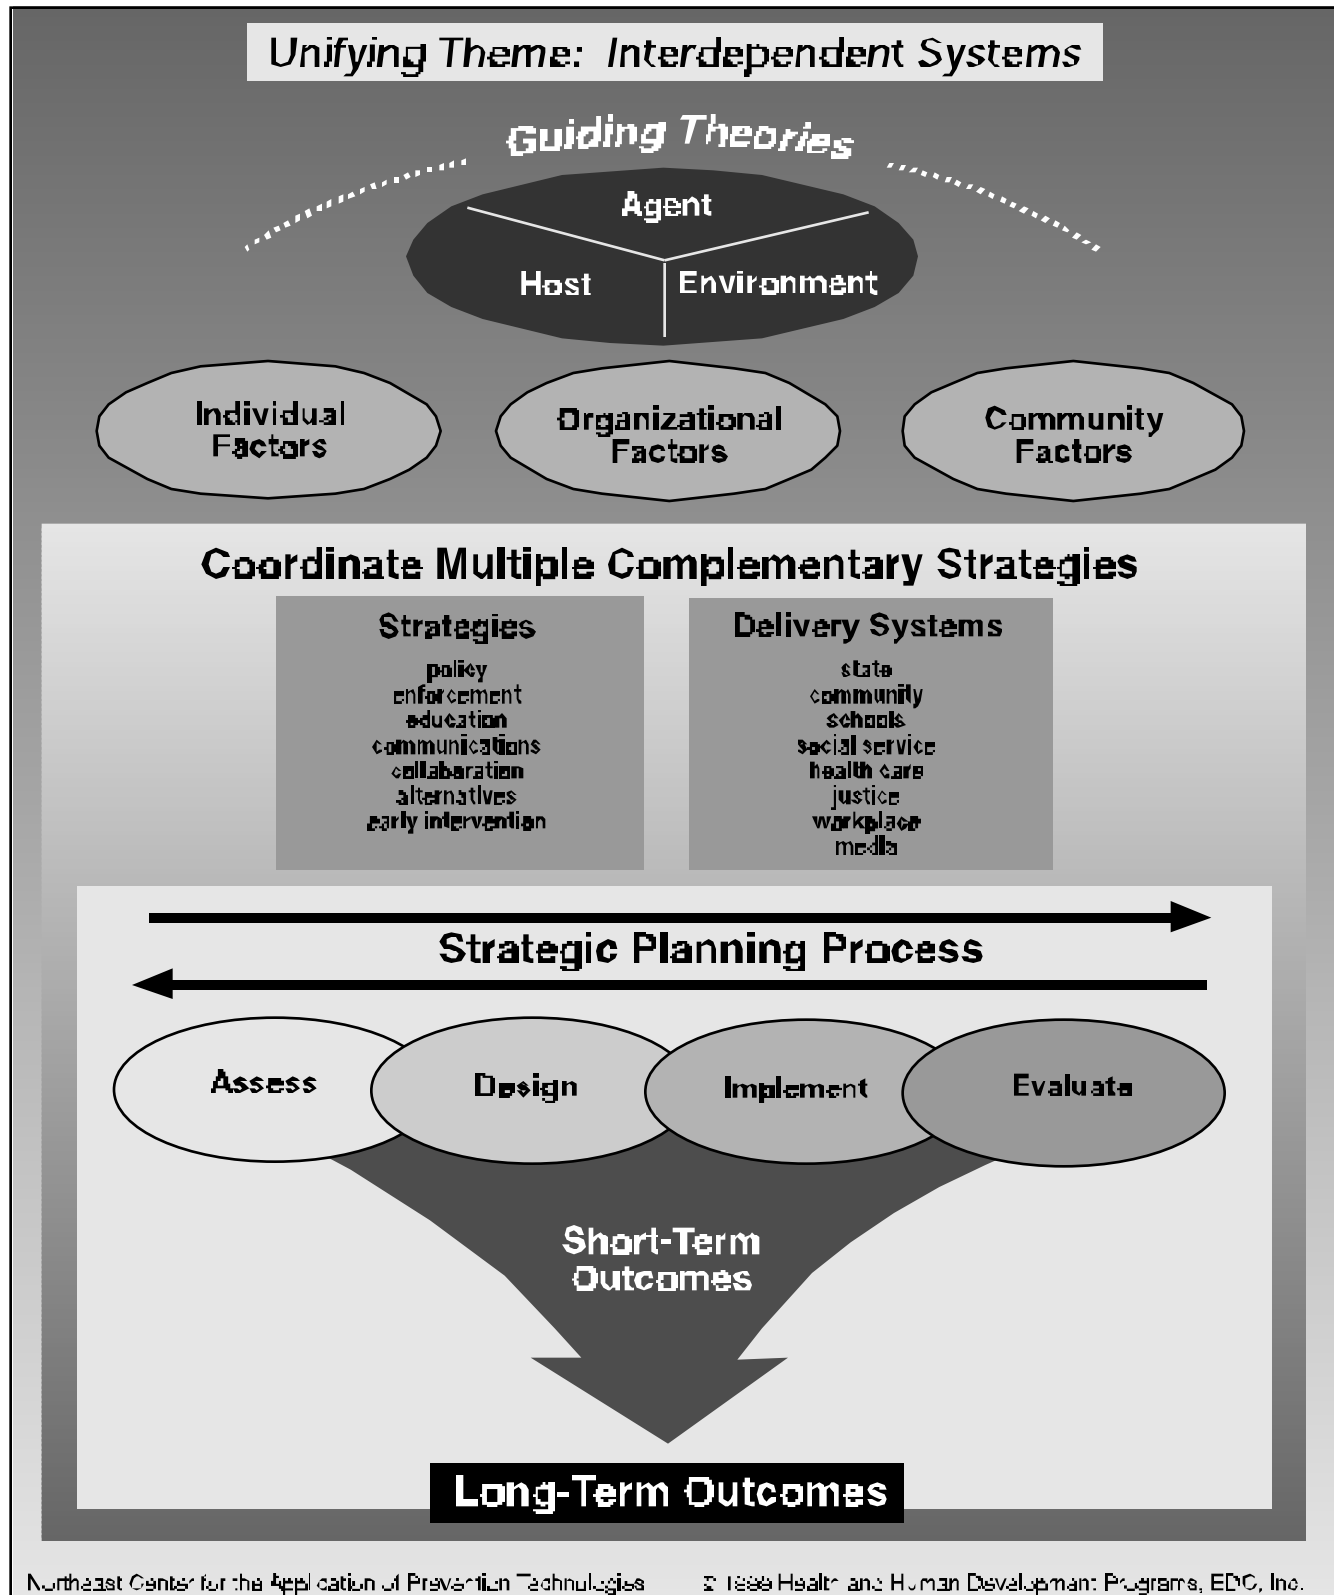 Unifying Theme: Interdependent Systems
Guiding Theories
Agent
Host
Environment
Individual
Factors
Organizational
Factors
Community
Factors
Coordinate Multiple Complementary Strategies
Strategies
policy
enforcement
education
communications
collaboration
alternatives
early intervention
Delivery Systems
state
community
schools
social service
health care
justice
workplace
media
Strategic Planning Process
Assess
Design
Implement
Evaluate
Short-Term
Outcomes
Long-Term Outcomes
Northeast Center for the Application of Prevention Technologies
Health and Human Development Programs, EDC, Inc.